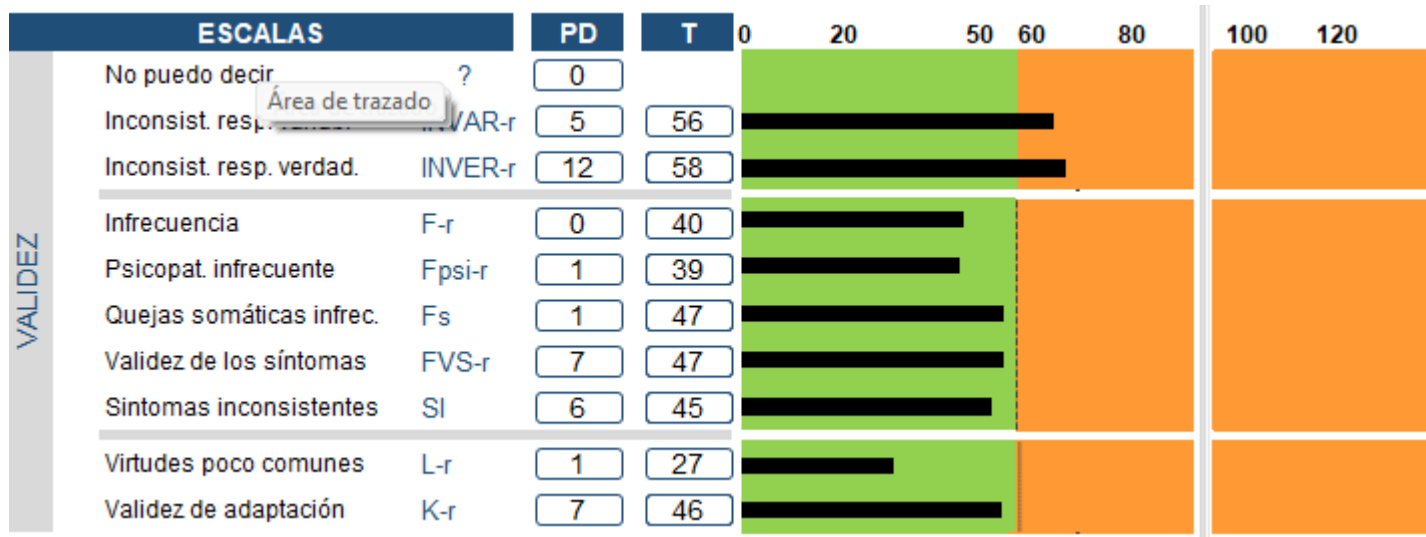 ESCALAS PD T 0 20 50 60 80 100 120
VALIDEZ
No puedo decir ? 0
Área de trazado
Inconsist. resp. INVAR-r 5 56
Inconsist. resp. verdad. INVER-r 12 58
Infrecuencia F-r 0 40
Psicopat. infrecuente Fpsi-r 1 39
Quejas somáticas infrec. Fs 1 47
Validez de los síntomas FVS-r 7 47
Sintomas inconsistentes SI 6 45
Virtudes poco comunes L-r 1 27
Validez de adaptación K-r 7 46